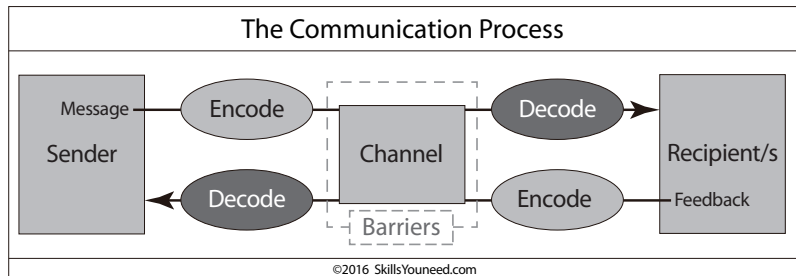 The Communication Process
Message
Encode
Decode
Sender
Channel
Recipient/s
Decode
Encode
Feedback
Barriers
©2016 SkillsYouneed.com